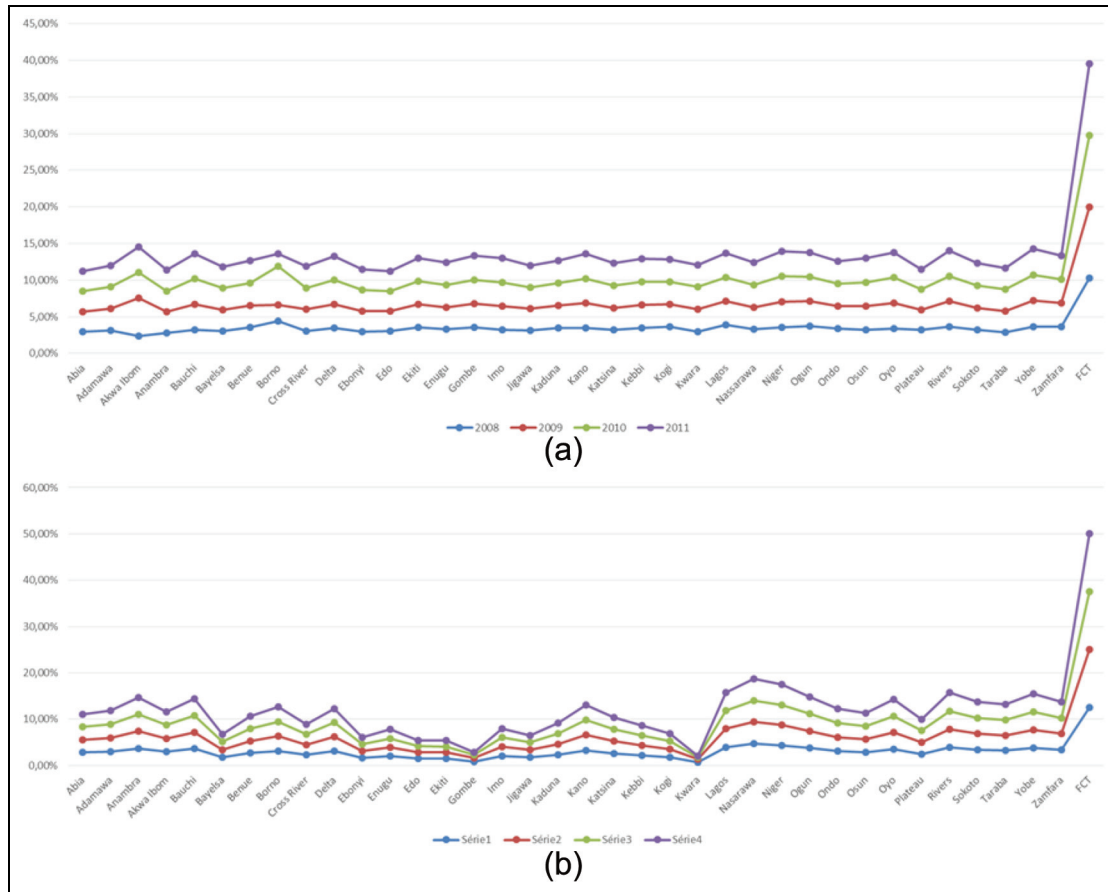 45,00%
40,00%
35,00%
30,00%
25,00%
20,00%
15,00%
10,00%
5,00%
0,00%
Abia Adamawa Akwa Ibom Anambra Bauchi Bayelsa Benue Borno Cross River Delta Ebonyi Edo Ekiti Enugu Gombe Imo Jigawa Kaduna Kano Katsina Kebbi Kogi Kwara Lagos Nassarawa Niger Ogun Ondo Osun Oyo Plateau Rivers Sokoto Taraba Yobe Zamfara FCT
2008 2009 2010 2011
(a)
60,00%
50,00%
40,00%
30,00%
20,00%
10,00%
0,00%
Abia Adamawa Anambra Akwa Ibom Bauchi Bayelsa Benue Borno Cross River Delta Ebonyi Enugu Edo Ekiti Gombe Imo Jigawa Kaduna Kano Katsina Kebbi Kogi Kwara Lagos Nasarawa Niger Ogun Ondo Osun Oyo Plateau Rivers Sokoto Taraba Yobe Zamfara FCT
Série1 Série2 Série3 Série4
(b)